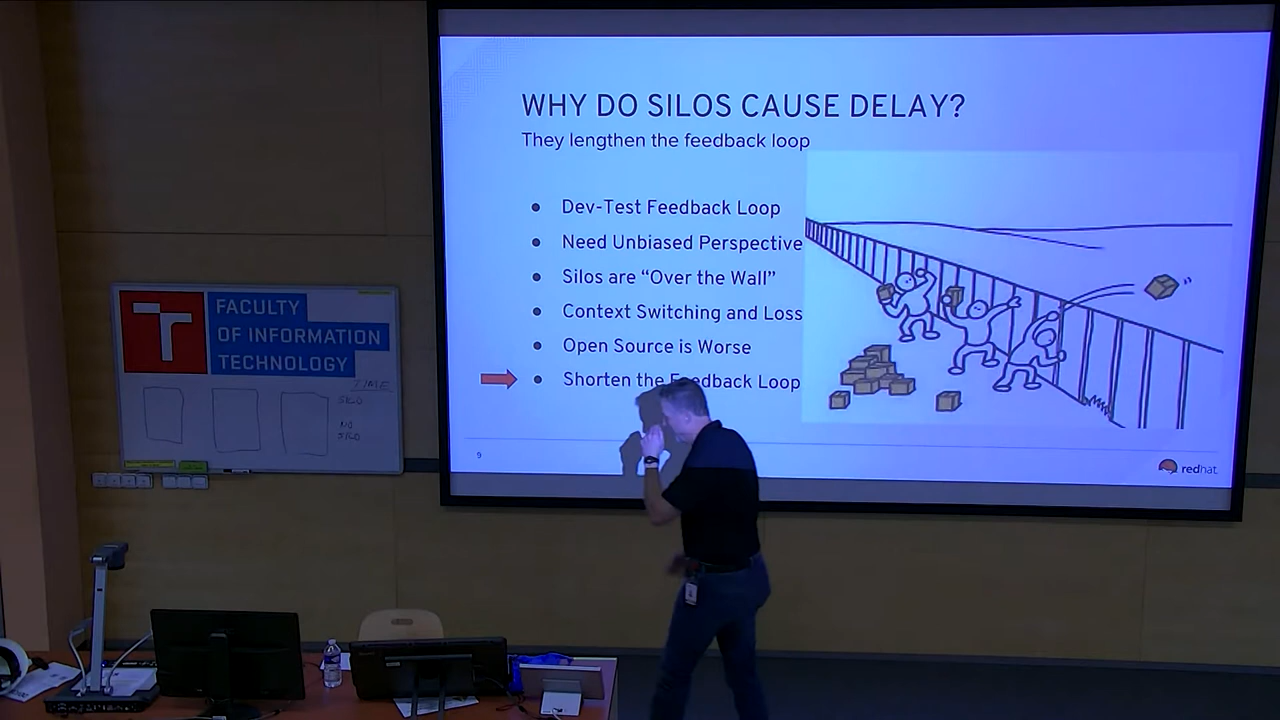 WHY DO SILOS CAUSE DELAY?
They lengthen the feedback loop
Dev-Test Feedback Loop
Need Unbiased Perspective
Silos are “Over the Wall”
Context Switching and Loss
Open Source is Worse
Shorten the Feedback Loop
9
redhat.
FACULTY
OF INFORMATION
TECHNOLOGY
TIME
SILO
NO
SILO